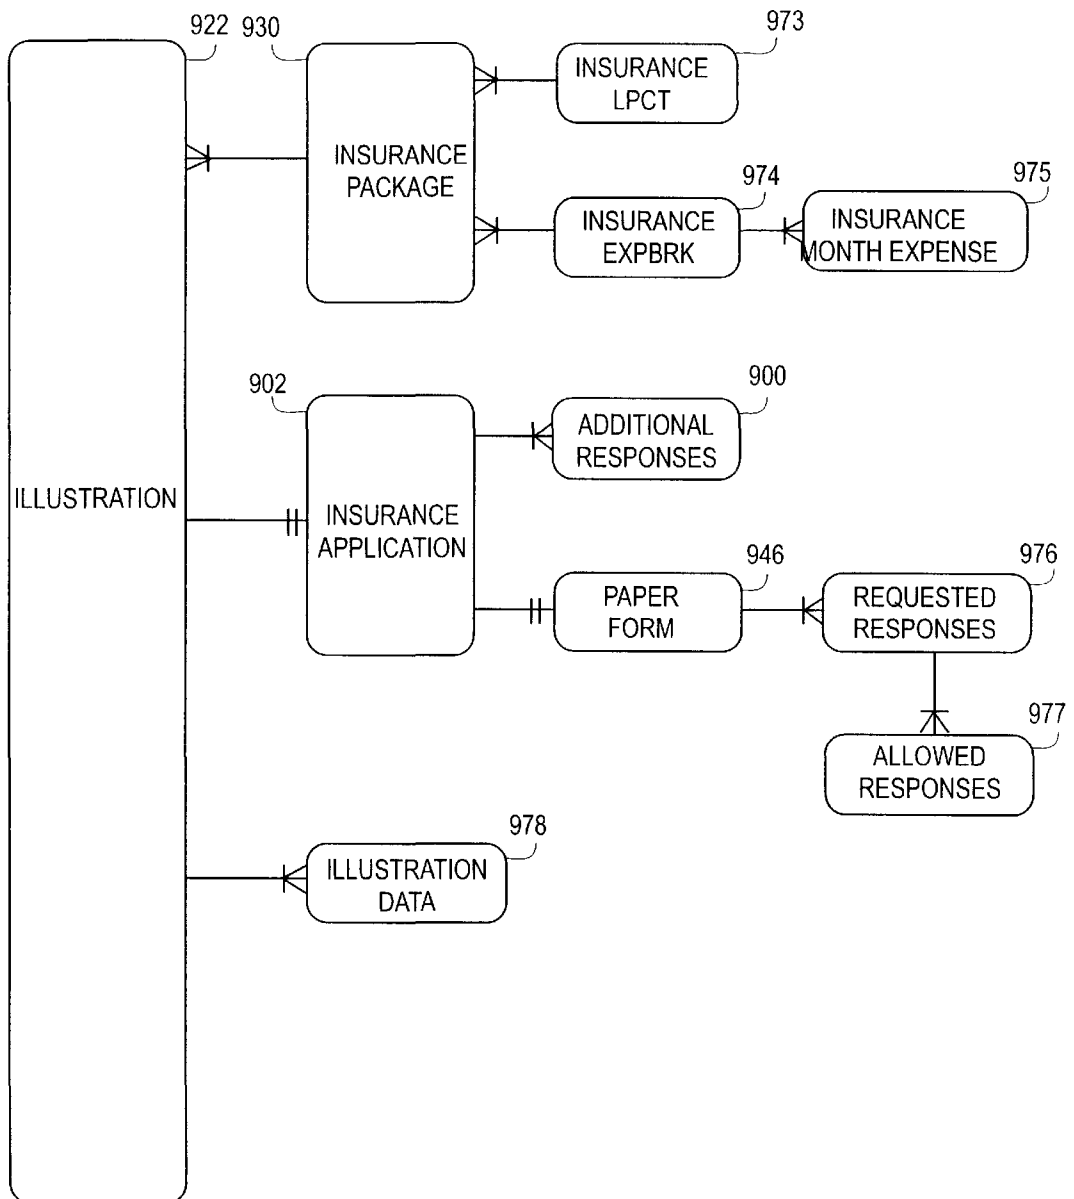 922
930
973
INSURANCE
LPCT
INSURANCE
PACKAGE
974
INSURANCE
EXPBRK
975
INSURANCE
MONTH EXPENSE
902
900
ADDITIONAL
RESPONSES
ILLUSTRATION
INSURANCE
APPLICATION
946
PAPER
FORM
976
REQUESTED
RESPONSES
977
ALLOWED
RESPONSES
978
ILLUSTRATION
DATA